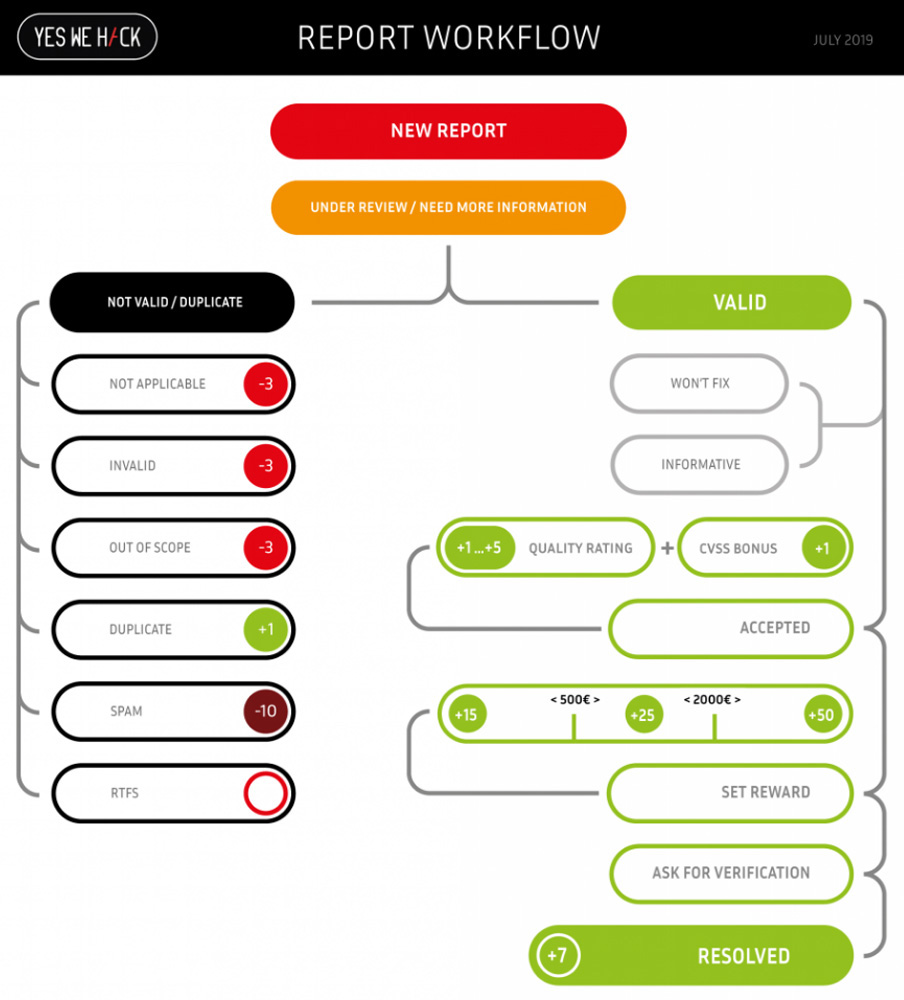 YES WE H/CK
REPORT WORKFLOW
JULY 2019
NEW REPORT
UNDER REVIEW / NEED MORE INFORMATION
NOT VALID / DUPLICATE
NOT APPLICABLE -3
INVALID -3
OUT OF SCOPE -3
DUPLICATE +1
SPAM -10
RTFS
VALID
WON'T FIX
INFORMATIVE
+1 ...+5 QUALITY RATING + CVSS BONUS +1
ACCEPTED
+15 < 500€ > +25 < 2000€ > +50
SET REWARD
ASK FOR VERIFICATION
+7 RESOLVED